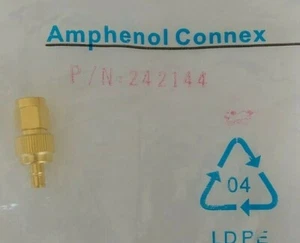 Amphenol Connex
P/N=242144
04
LDPE